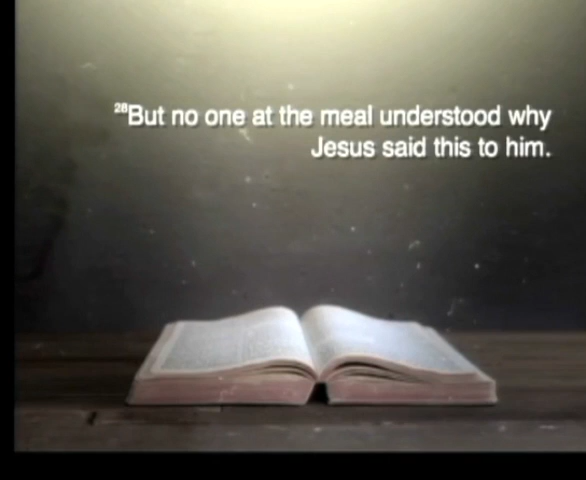 ²⁸But no one at the meal understood why
Jesus said this to him.